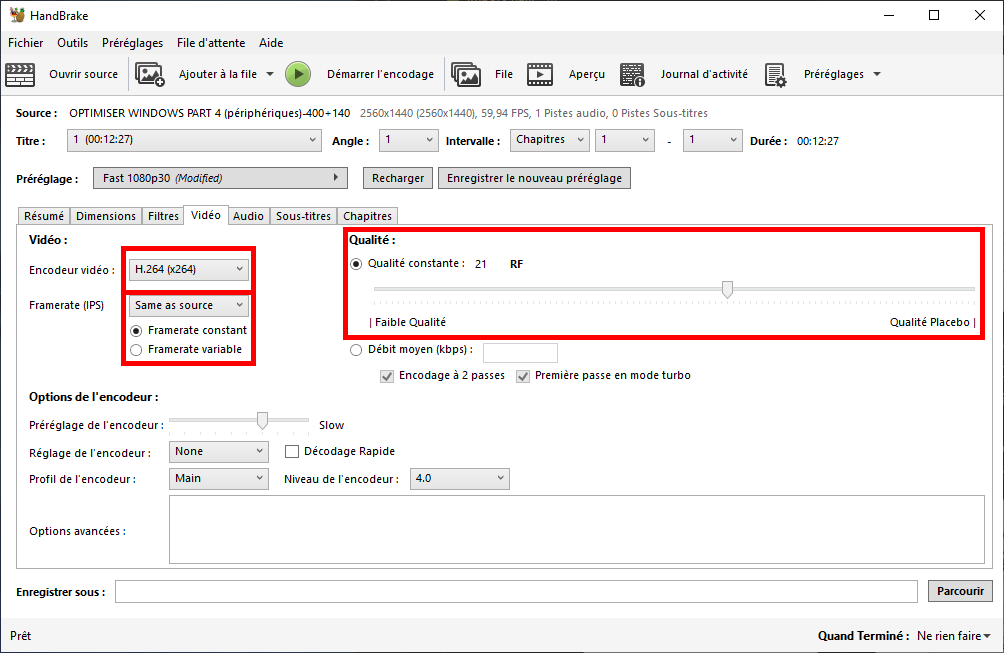 HandBrake
Fichier Outils Préréglages File d'attente Aide
Ouvrir source Ajouter à la file Démarrer l'encodage File Aperçu Journal d'activité Préréglages
Source : OPTIMISER WINDOWS PART 4 (périphériques)-400+140 2560x1440 (2560x1440), 59,94 FPS, 1 Pistes audio, 0 Pistes Sous-titres
Titre : 1 (00:12:27) Angle : 1 Intervalle : Chapitres 1 - 1 Durée : 00:12:27
Préréglage : Fast 1080p30 (Modified) Recharger Enregistrer le nouveau préréglage
Résumé Dimensions Filtres Vidéo Audio Sous-titres Chapitres
Vidéo : Qualité :
Encodeur vidéo : H.264 (x264) Qualité constante : 21 RF
Framerate (IPS) Same as source
| Faible Qualité Qualité Placebo |
Framerate constant
Framerate variable Débit moyen (kbps) :
Encodage à 2 passes Première passe en mode turbo
Options de l'encodeur :
Préréglage de l'encodeur : Slow
Réglage de l'encodeur : None Décodage Rapide
Profil de l'encodeur : Main Niveau de l'encodeur : 4.0
Options avancées :
Enregistrer sous : Parcourir
Prêt Quand Terminé : Ne rien faire